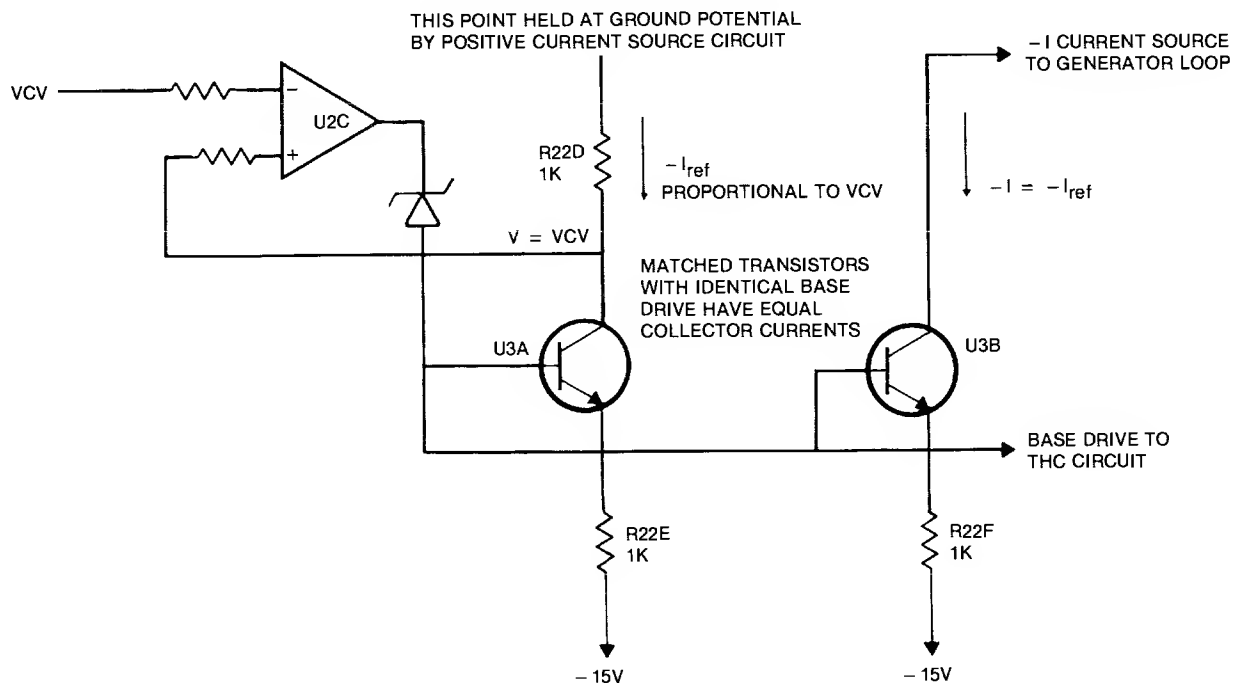 THIS POINT HELD AT GROUND POTENTIAL
BY POSITIVE CURRENT SOURCE CIRCUIT
– I CURRENT SOURCE
TO GENERATOR LOOP
VCV
–
U2C
+
R22D
1K
– Iref
PROPORTIONAL TO VCV
– I = – Iref
V = VCV
MATCHED TRANSISTORS
WITH IDENTICAL BASE
DRIVE HAVE EQUAL
COLLECTOR CURRENTS
U3A
U3B
BASE DRIVE TO
THC CIRCUIT
R22E
1K
R22F
1K
– 15V
– 15V